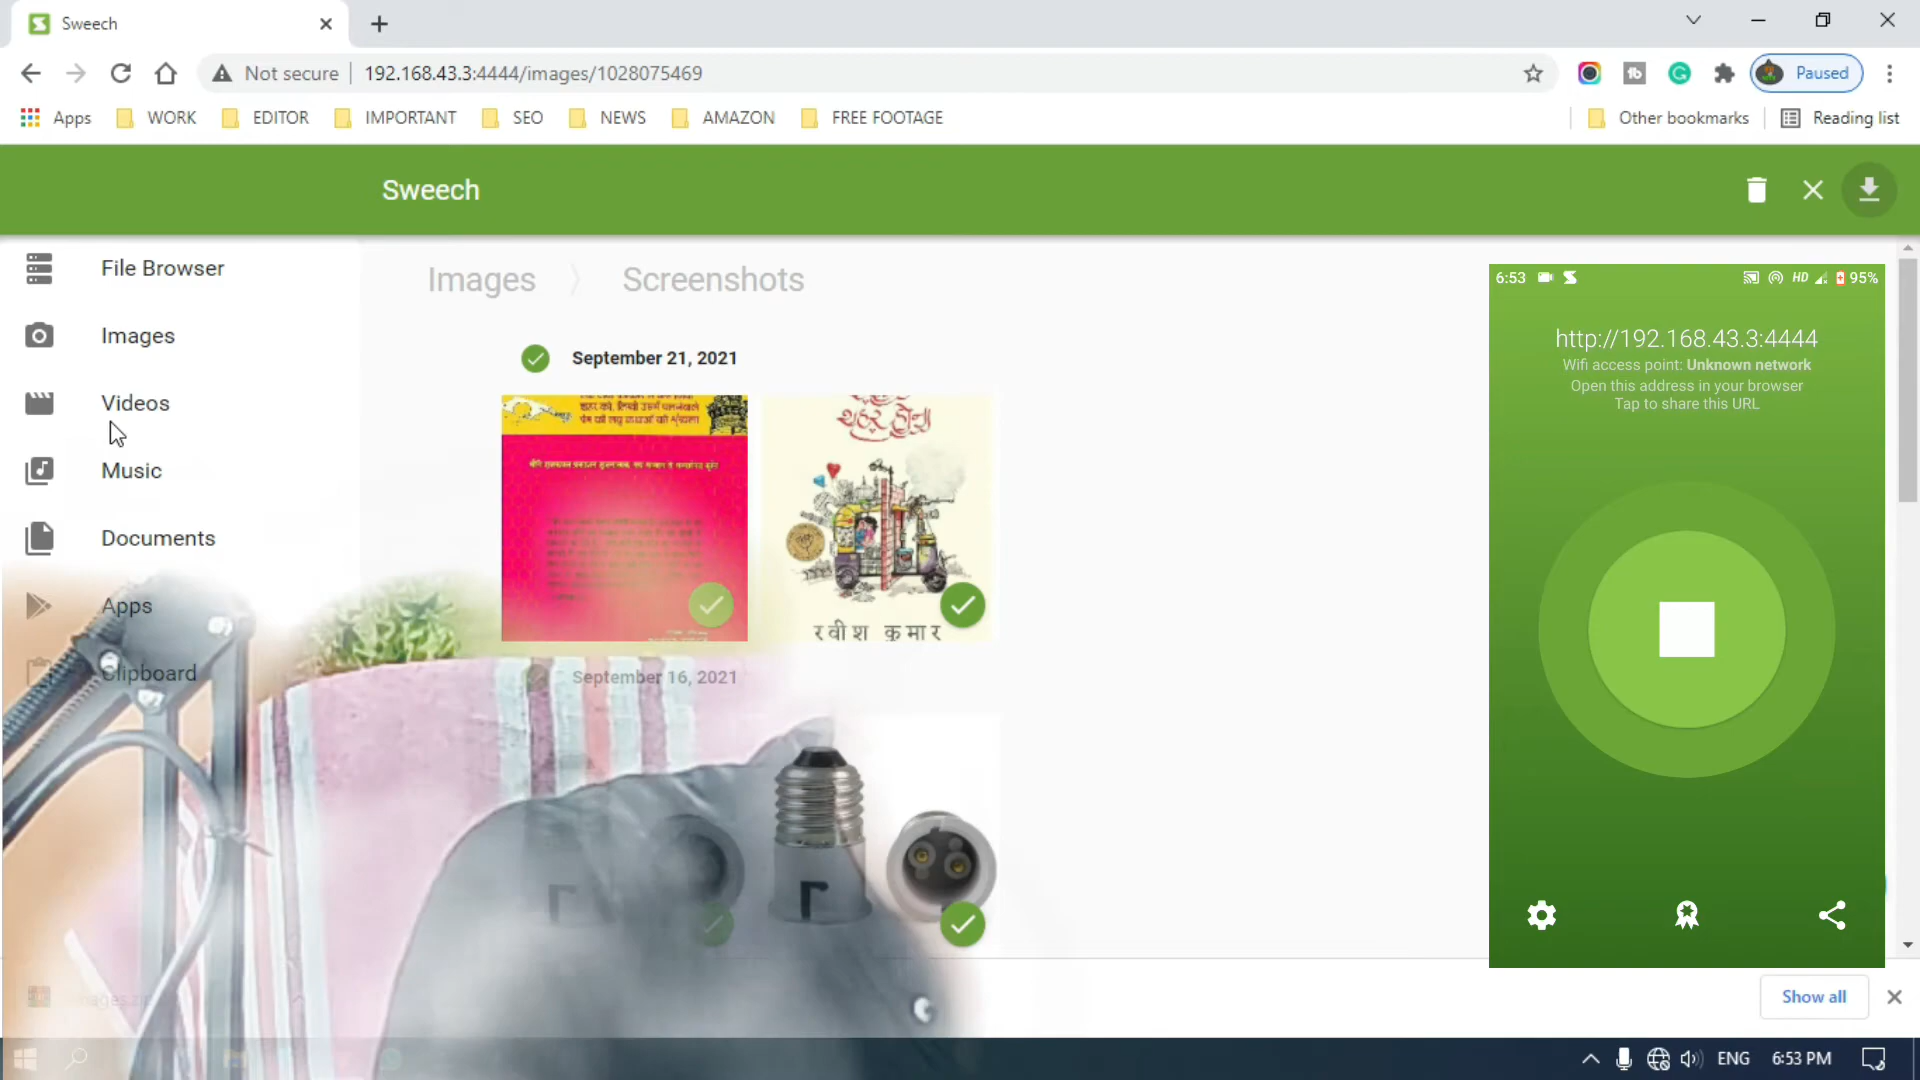 Sweech
Not secure
192.168.43.3:4444/images/1028075469
Paused
Apps
WORK
EDITOR
IMPORTANT
SEO
NEWS
AMAZON
FREE FOOTAGE
Other bookmarks
Reading list
Sweech
File Browser
Images
Videos
Music
Documents
Apps
Clipboard
Images
Screenshots
September 21, 2021
शहर होना
रवीश कुमार
September 16, 2021
6:53
HD
95%
http://192.168.43.3:4444
Wifi access point: Unknown network
Open this address in your browser
Tap to share this URL
Show all
ENG
6:53 PM